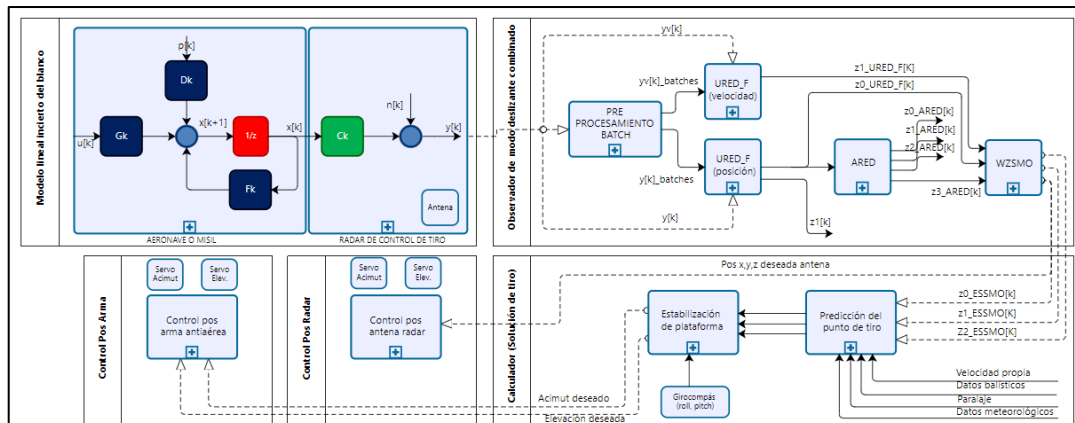 Modelo lineal incierto del blanco
p[k]
Dk
u[k]
Gk
x[k+1]
1/z
x[k]
Fk
AERONAVE O MISIL
Ck
n[k]
y[k]
Antena
RADAR DE CONTROL DE TIRO
Observador de modo deslizante combinado
yv[k]
PRE
PROCESAMIENTO
BATCH
yv[k]_batches
y[k]_batches
y[k]
URED_F
(velocidad)
URED_F
(posición)
z1_URED_F[K]
z0_URED_F[k]
z1[k]
ARED
z0_ARED[k]
z1_ARED[k]
z2_ARED[k]
z3_ARED[k]
WZSMO
Control Pos Arma
Servo
Acimut
Servo
Elev.
Control pos
arma antiaérea
Control Pos Radar
Servo
Acimut
Servo
Elev.
Control pos
antena radar
Calculador (Solución de tiro)
Pos x,y,z deseada antena
Estabilización
de plataforma
Predicción del
punto de tiro
z0_ESSMO[k]
z1_ESSMO[k]
Z2_ESSMO[K]
Girocompás
(roll. pitch)
Acimut deseado
Elevación deseada
Velocidad propia
Datos balísticos
Paralaje
Datos meteorológicos